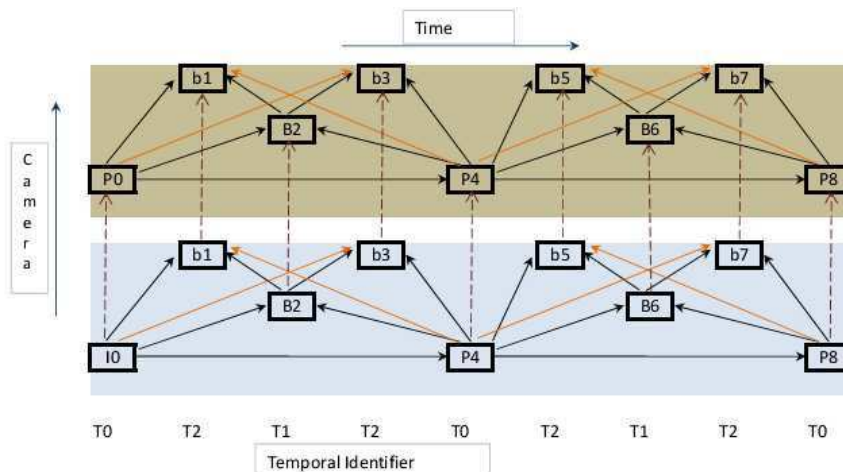 Time
b1 b3 b5 b7
B2 B6
P0 P4 P8
Camera
b1 b3 b5 b7
B2 B6
I0 P4 P8
T0 T2 T1 T2 T0 T2 T1 T2 T0
Temporal Identifier